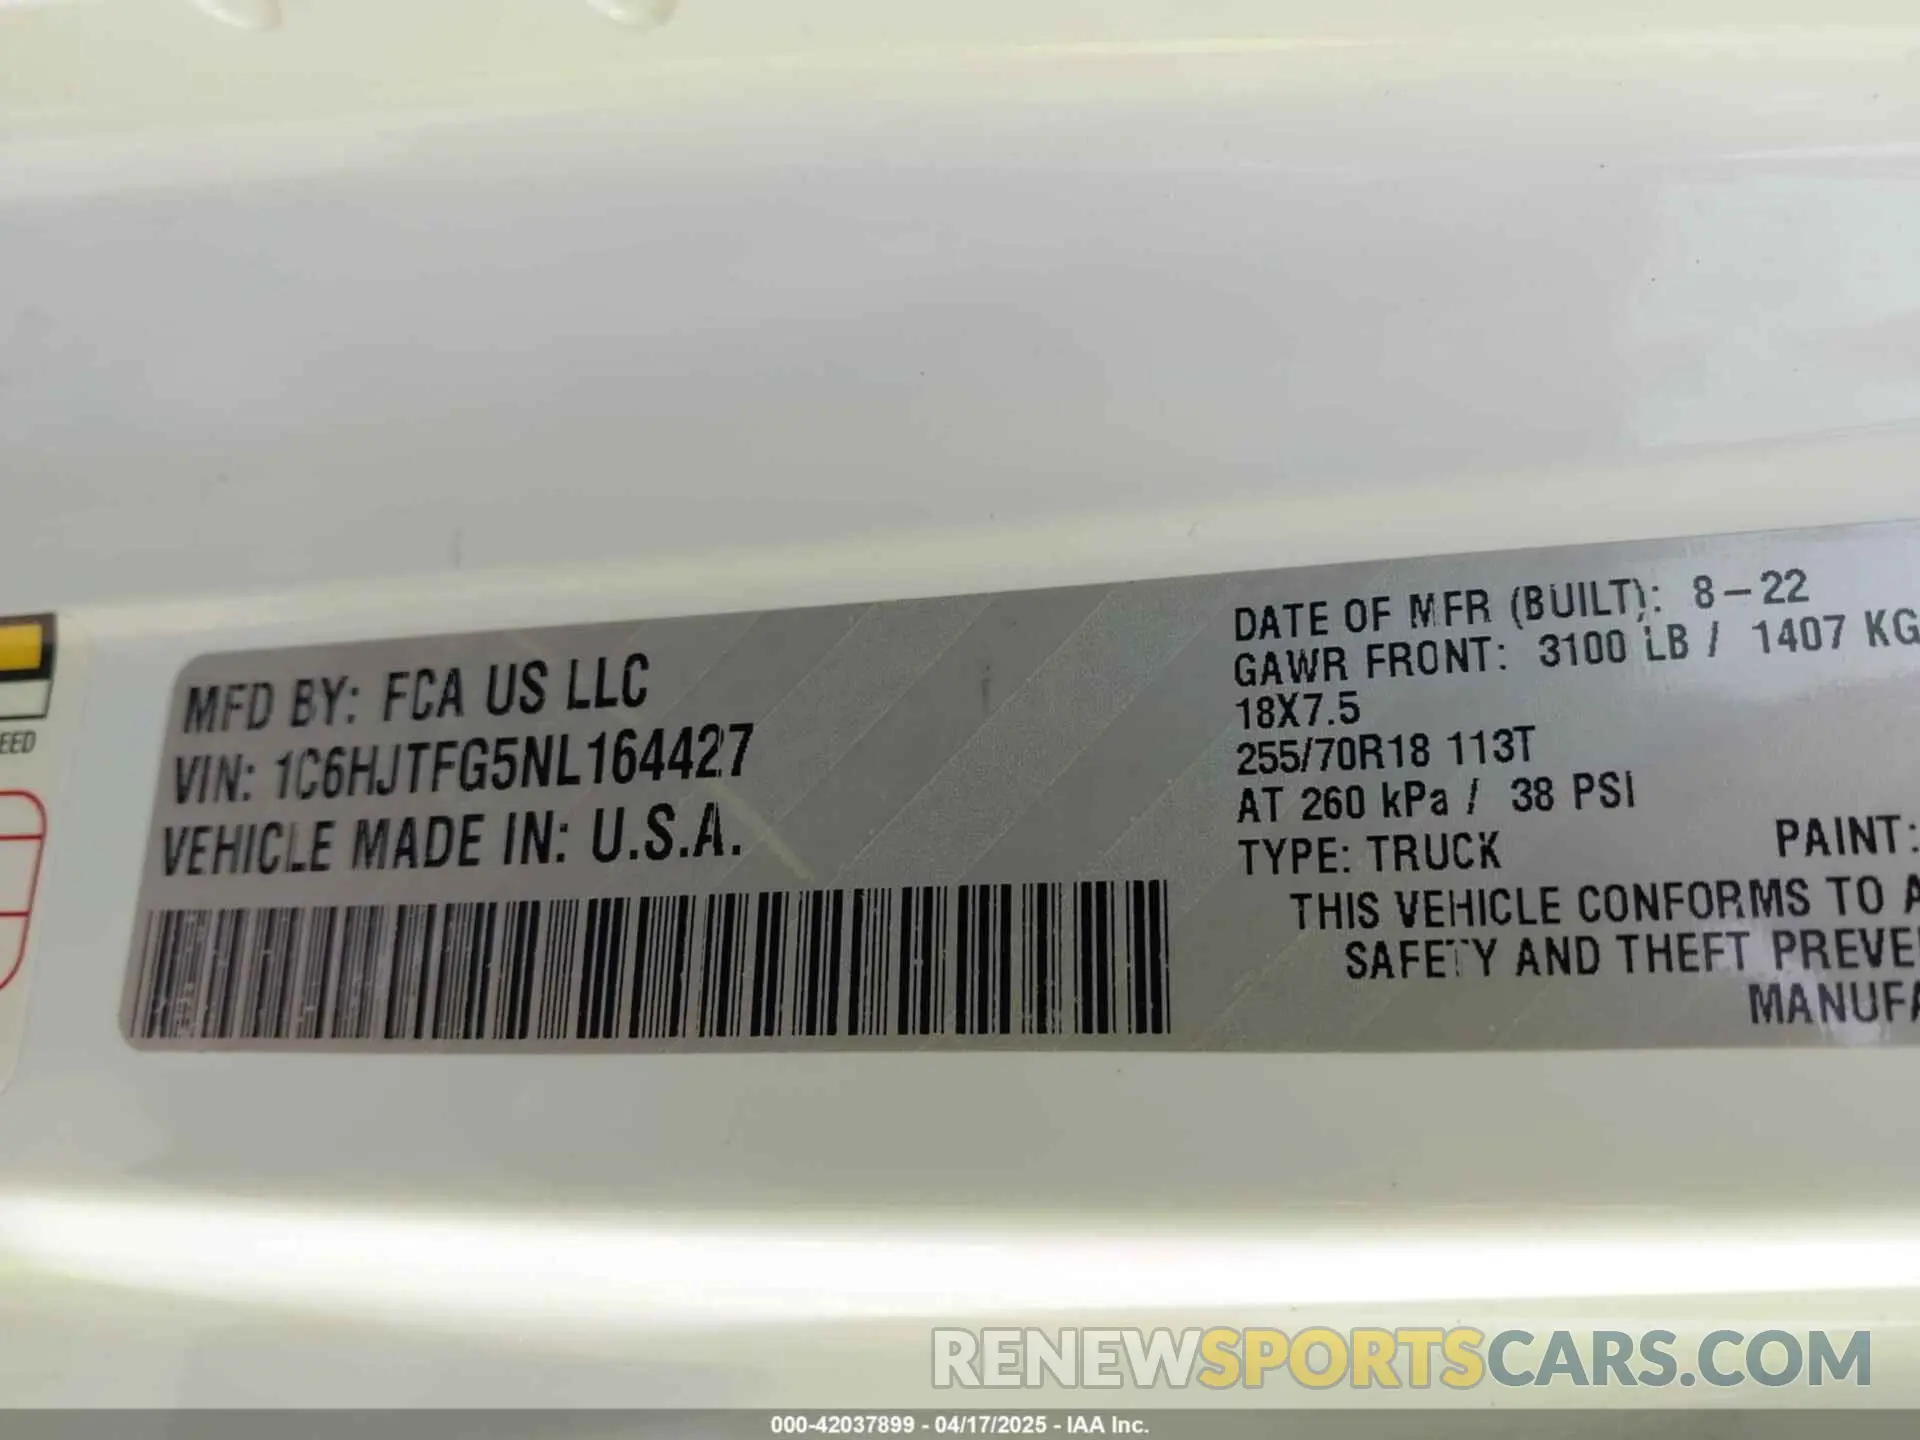 EED
MFD BY: FCA US LLC
VIN: 1C6HJTFG5NL164427
VEHICLE MADE IN: U.S.A.
DATE OF MFR (BUILT): 8-22
GAWR FRONT: 3100 LB / 1407 KG
18X7.5
255/70R18 113T
AT 260 kPa / 38 PSI
TYPE: TRUCK PAINT:
THIS VEHICLE CONFORMS TO A
SAFETY AND THEFT PREVE
MANUFA
RENEWSPORTSCARS.COM
000-42037899 - 04/17/2025 - IAA Inc.